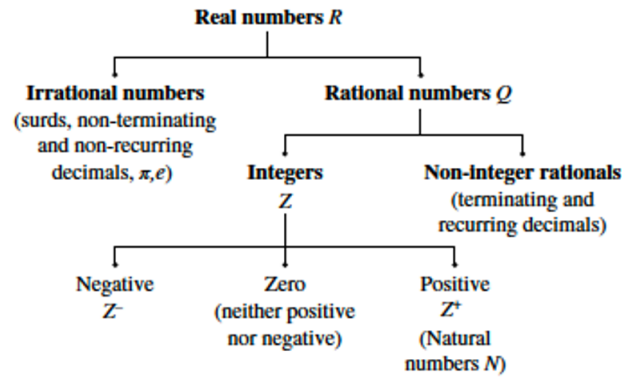 Real numbers R
Irrational numbers
(surds, non-terminating
and non-recurring
decimals, π,e)
Rational numbers Q
Integers
Z
Non-integer rationals
(terminating and
recurring decimals)
Negative
Z⁻
Zero
(neither positive
nor negative)
Positive
Z⁺
(Natural
numbers N)